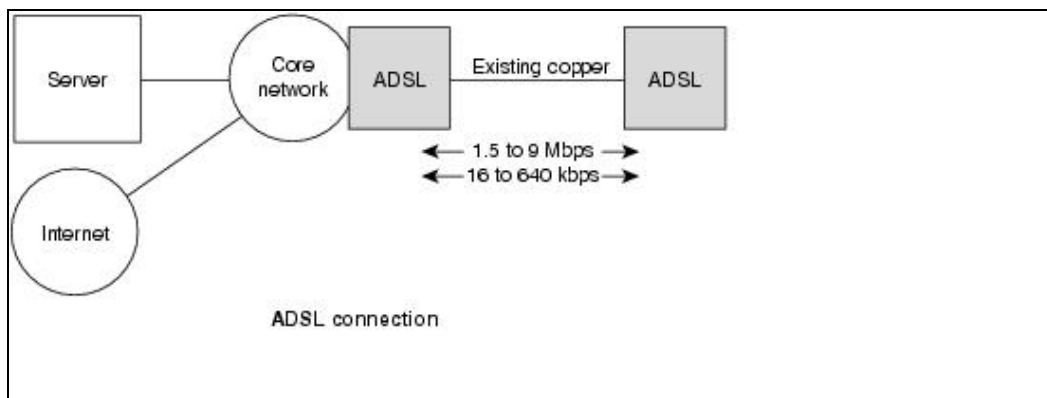 Server
Core
network
ADSL
Existing copper
ADSL
1.5 to 9 Mbps
16 to 640 kbps
Internet
ADSL connection